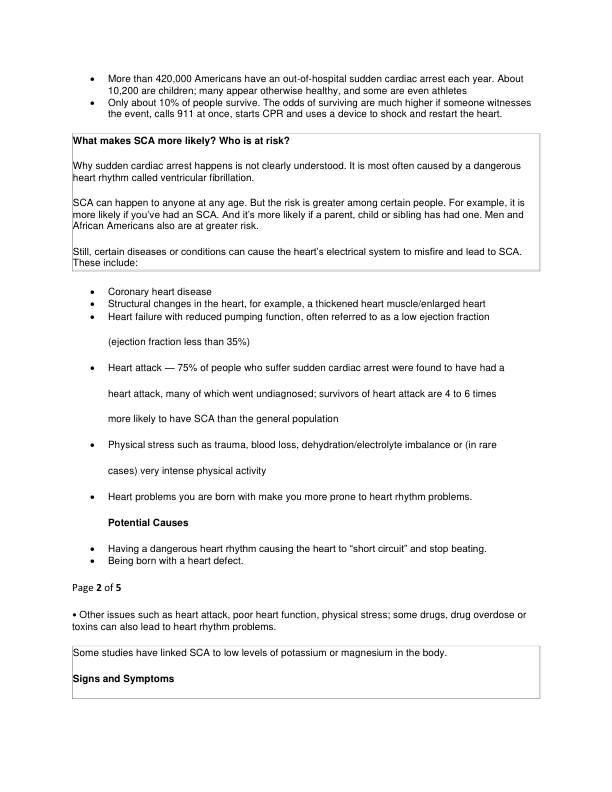 • More than 420,000 Americans have an out-of-hospital sudden cardiac arrest each year. About
10,200 are children; many appear otherwise healthy, and some are even athletes
• Only about 10% of people survive. The odds of surviving are much higher if someone witnesses
the event, calls 911 at once, starts CPR and uses a device to shock and restart the heart.
What makes SCA more likely? Who is at risk?
Why sudden cardiac arrest happens is not clearly understood. It is most often caused by a dangerous
heart rhythm called ventricular fibrillation.
SCA can happen to anyone at any age. But the risk is greater among certain people. For example, it is
more likely if you’ve had an SCA. And it’s more likely if a parent, child or sibling has had one. Men and
African Americans also are at greater risk.
Still, certain diseases or conditions can cause the heart’s electrical system to misfire and lead to SCA.
These include:
• Coronary heart disease
• Structural changes in the heart, for example, a thickened heart muscle/enlarged heart
• Heart failure with reduced pumping function, often referred to as a low ejection fraction
(ejection fraction less than 35%)
• Heart attack — 75% of people who suffer sudden cardiac arrest were found to have had a
heart attack, many of which went undiagnosed; survivors of heart attack are 4 to 6 times
more likely to have SCA than the general population
• Physical stress such as trauma, blood loss, dehydration/electrolyte imbalance or (in rare
cases) very intense physical activity
• Heart problems you are born with make you more prone to heart rhythm problems.
Potential Causes
• Having a dangerous heart rhythm causing the heart to “short circuit” and stop beating.
• Being born with a heart defect.
Page 2 of 5
• Other issues such as heart attack, poor heart function, physical stress; some drugs, drug overdose or
toxins can also lead to heart rhythm problems.
Some studies have linked SCA to low levels of potassium or magnesium in the body.
Signs and Symptoms